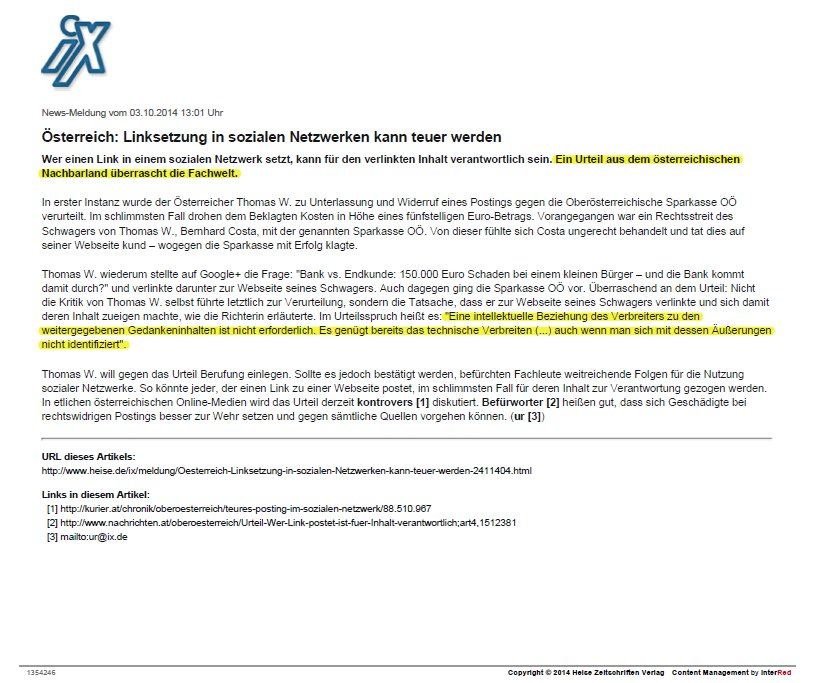 iX
News-Meldung vom 03.10.2014 13:01 Uhr
Österreich: Linksetzung in sozialen Netzwerken kann teuer werden
Wer einen Link in einem sozialen Netzwerk setzt, kann für den verlinkten Inhalt verantwortlich sein. Ein Urteil aus dem österreichischen
Nachbarland überrascht die Fachwelt.
In erster Instanz wurde der Österreicher Thomas W. zu Unterlassung und Widerruf eines Postings gegen die Oberösterreichische Sparkasse OÖ
verurteilt. Im schlimmsten Fall drohen dem Beklagten Kosten in Höhe eines fünfstelligen Euro-Betrags. Vorangegangen war ein Rechtsstreit des
Schwagers von Thomas W., Bernhard Costa, mit der genannten Sparkasse OÖ. Von dieser fühlte sich Costa ungerecht behandelt und tat dies auf
seiner Webseite kund – wogegen die Sparkasse mit Erfolg klagte.
Thomas W. wiederum stellte auf Google+ die Frage: "Bank vs. Endkunde: 150.000 Euro Schaden bei einem kleinen Bürger – und die Bank kommt
damit durch?" und verlinkte darunter zur Webseite seines Schwagers. Auch dagegen ging die Sparkasse OÖ vor. Überraschend an dem Urteil: Nicht
die Kritik von Thomas W. selbst führte letztlich zur Verurteilung, sondern die Tatsache, dass er zur Webseite seines Schwagers verlinkte und sich damit
deren Inhalt zueigen machte, wie die Richterin erläuterte. Im Urteilsspruch heißt es: "Eine intellektuelle Beziehung des Verbreiters zu den
weitergegebenen Gedankeninhalten ist nicht erforderlich. Es genügt bereits das technische Verbreiten (...) auch wenn man sich mit dessen Äußerungen
nicht identifiziert".
Thomas W. will gegen das Urteil Berufung einlegen. Sollte es jedoch bestätigt werden, befürchten Fachleute weitreichende Folgen für die Nutzung
sozialer Netzwerke. So könnte jeder, der einen Link zu einer Webseite postet, im schlimmsten Fall für deren Inhalt zur Verantwortung gezogen werden.
In etlichen österreichischen Online-Medien wird das Urteil derzeit kontrovers [1] diskutiert. Befürworter [2] heißen gut, dass sich Geschädigte bei
rechtswidrigen Postings besser zur Wehr setzen und gegen sämtliche Quellen vorgehen können. (ur [3])
URL dieses Artikels:
http://www.heise.de/ix/meldung/Oesterreich-Linksetzung-in-sozialen-Netzwerken-kann-teuer-werden-2411404.html
Links in diesem Artikel:
[1] http://kurier.at/chronik/oberoesterreich/teures-posting-im-sozialen-netzwerk/88.510.967
[2] http://www.nachrichten.at/oberoesterreich/Urteil-Wer-Link-postet-ist-fuer-Inhalt-verantwortlich;art4,1512381
[3] mailto:ur@ix.de
1354246
Copyright © 2014 Heise Zeitschriften Verlag Content Management by InterRed